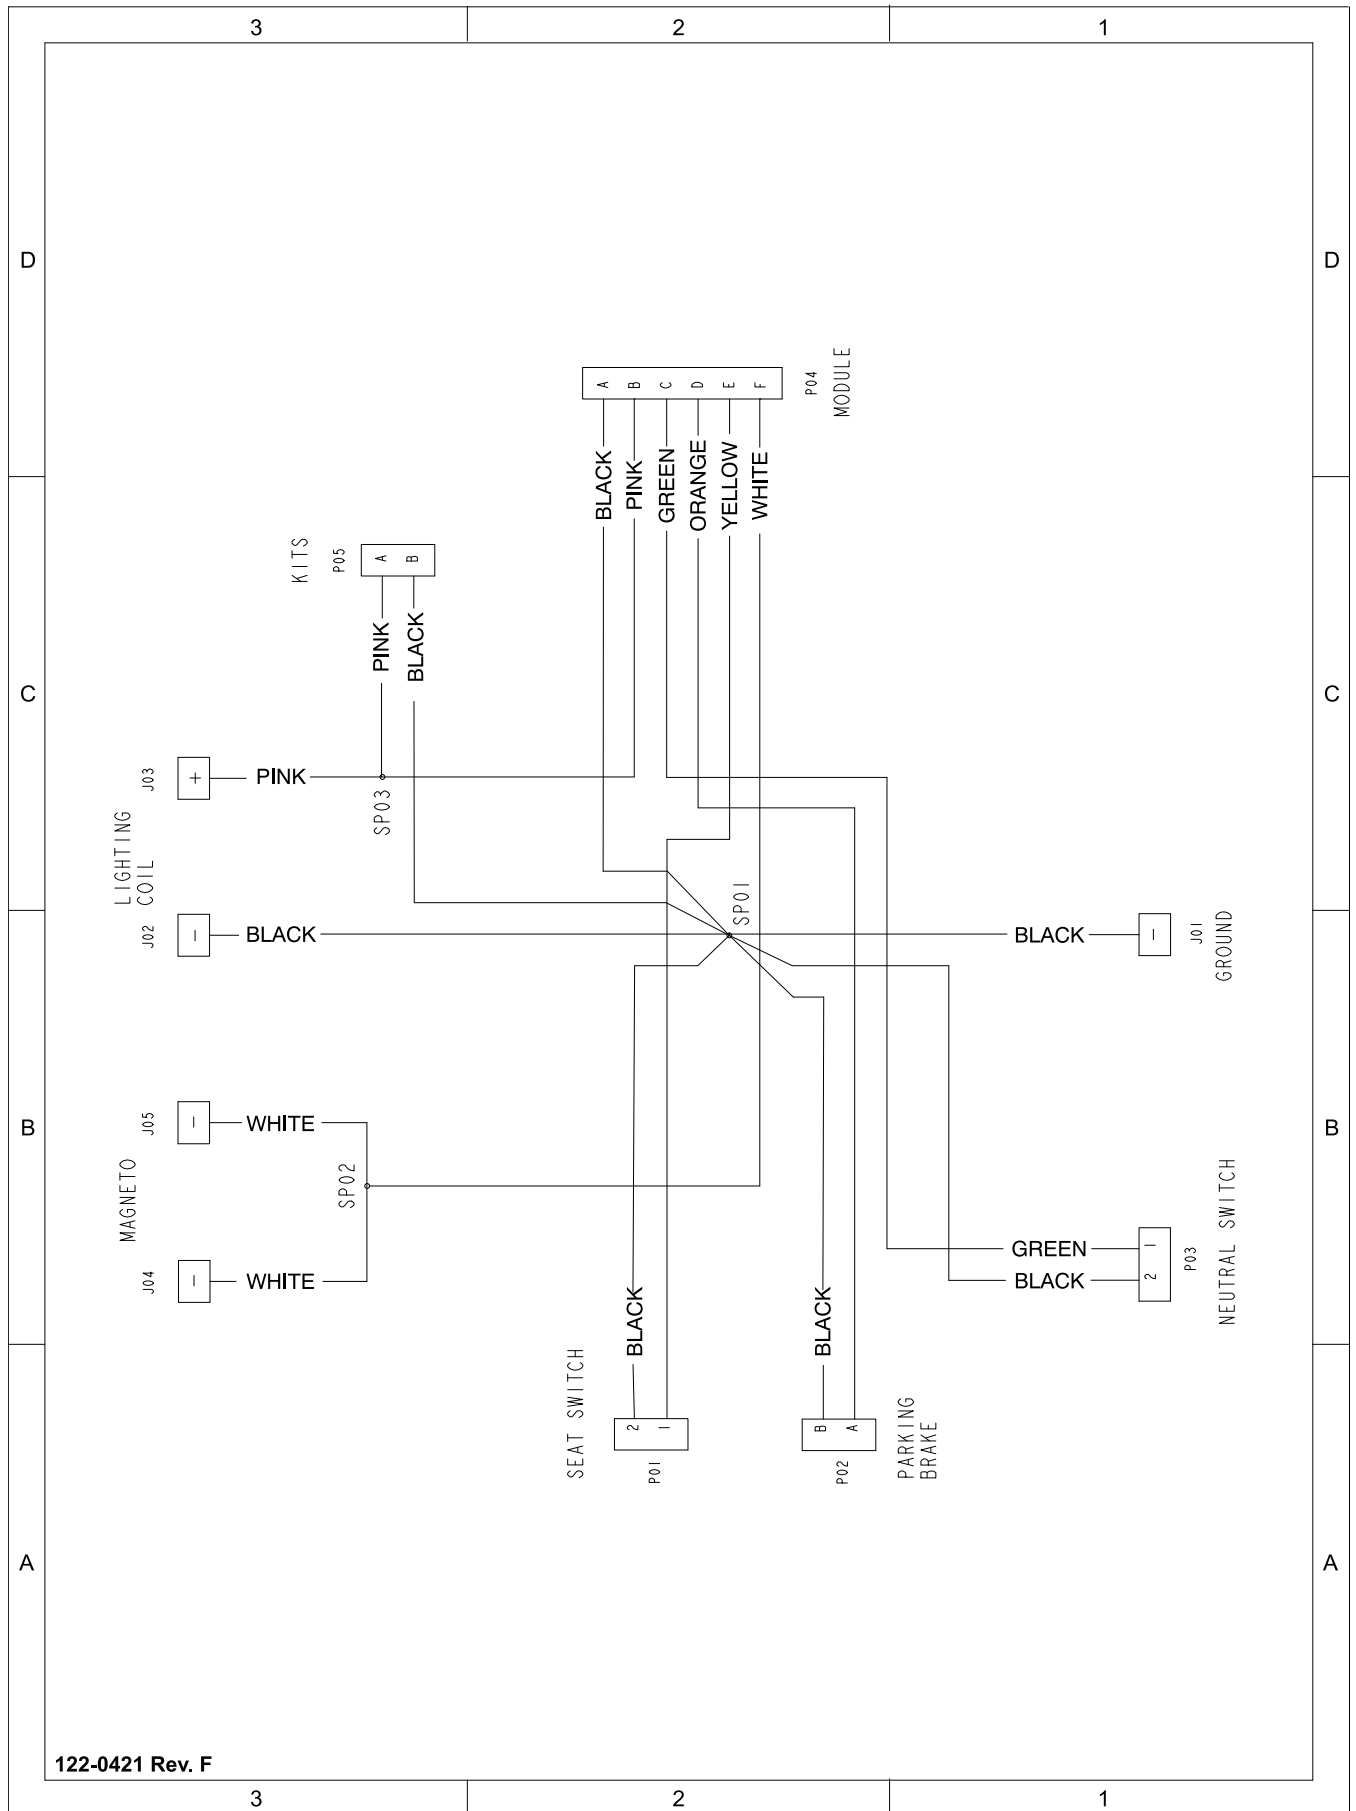 3 2 1
D D
A B C D E F
P04
MODULE
BLACK PINK GREEN ORANGE YELLOW WHITE
KITS
P05
A B
PINK BLACK
C C
J03
+
PINK
SP03
LIGHTING
COIL
J02
-
BLACK
SP01
BLACK
-
J01
GROUND
B B
J05
-
WHITE
MAGNETO
SP02
J04
-
WHITE
GREEN
BLACK
1
2
P03
NEUTRAL SWITCH
BLACK
BLACK
SEAT SWITCH
2 1
P01
B A
P02
PARKING
BRAKE
A A
122-0421 Rev. F
3 2 1